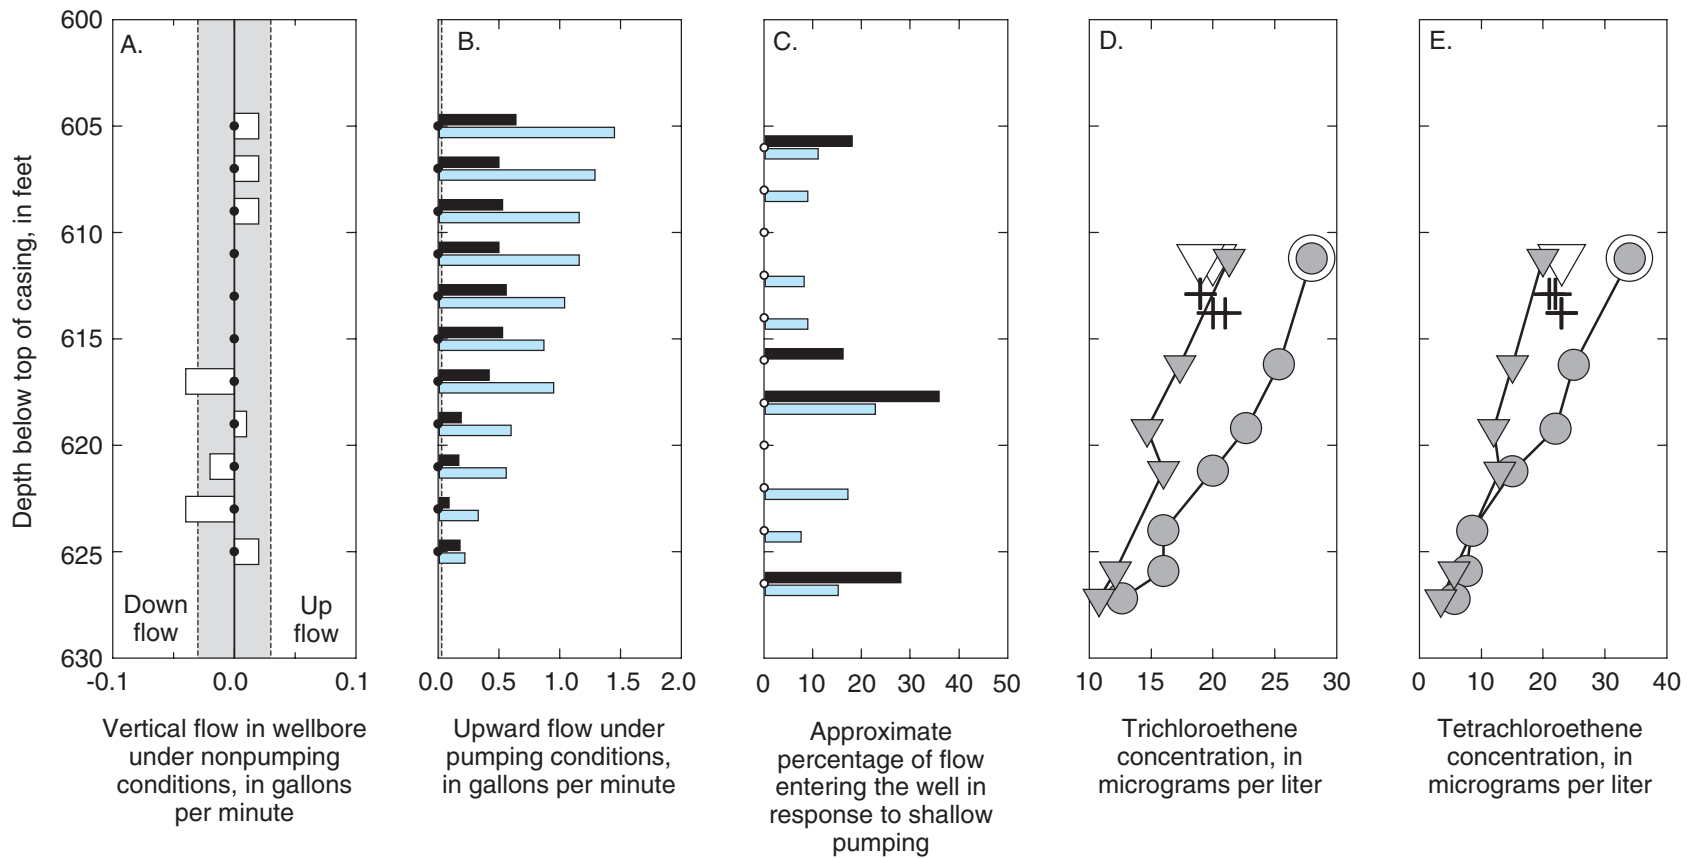 A.
B.
C.
D.
E.
Depth below top of casing, in feet
600
605
610
615
620
625
630
Down
flow
Up
flow
-0.1
0.0
0.1
0.0
0.5
1.0
1.5
2.0
0
10
20
30
40
50
10
15
20
25
30
0
10
20
30
40
Vertical flow in wellbore
under nonpumping
conditions, in gallons
per minute
Upward flow under
pumping conditions,
in gallons per minute
Approximate
percentage of flow
entering the well in
response to shallow
pumping
Trichloroethene
concentration, in
micrograms per liter
Tetrachloroethene
concentration, in
micrograms per liter